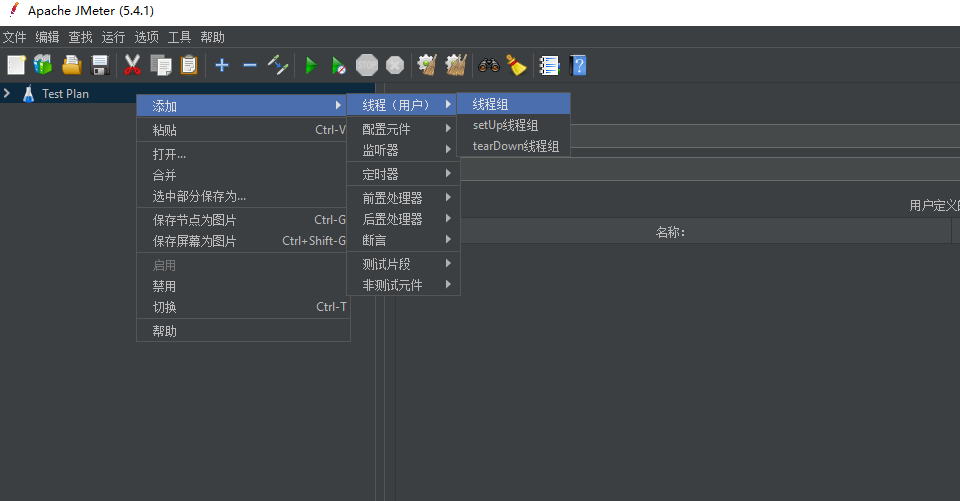 Apache JMeter (5.4.1)
文件 编辑 查找 运行 选项 工具 帮助
STOP
Test Plan
添加
粘贴 Ctrl-V
打开...
合并
选中部分保存为...
保存节点为图片 Ctrl-G
保存屏幕为图片 Ctrl+Shift-G
启用
禁用
切换 Ctrl-T
帮助
线程（用户）
配置元件
监听器
定时器
前置处理器
后置处理器
断言
测试片段
非测试元件
线程组
setUp线程组
tearDown线程组
用户定义的
名称: